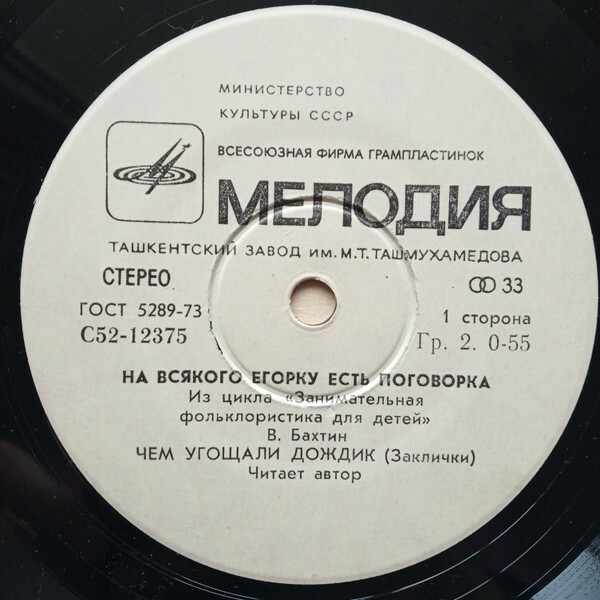 МИНИСТЕРСТВО
КУЛЬТУРЫ СССР
ВСЕСОЮЗНАЯ ФИРМА ГРАМПЛАСТИНОК
МЕЛОДИЯ
ТАШКЕНТСКИЙ ЗАВОД им. М.Т. ТАШМУХАМЕДОВА
СТЕРЕО 33
ГОСТ 5289-73 1 сторона
С52-12375 Гр. 2. 0-55
НА ВСЯКОГО ЕГОРКУ ЕСТЬ ПОГОВОРКА
Из цикла «Занимательная
фольклористика для детей»
В. Бахтин
ЧЕМ УГОЩАЛИ ДОЖДИК (Заклички)
Читает автор